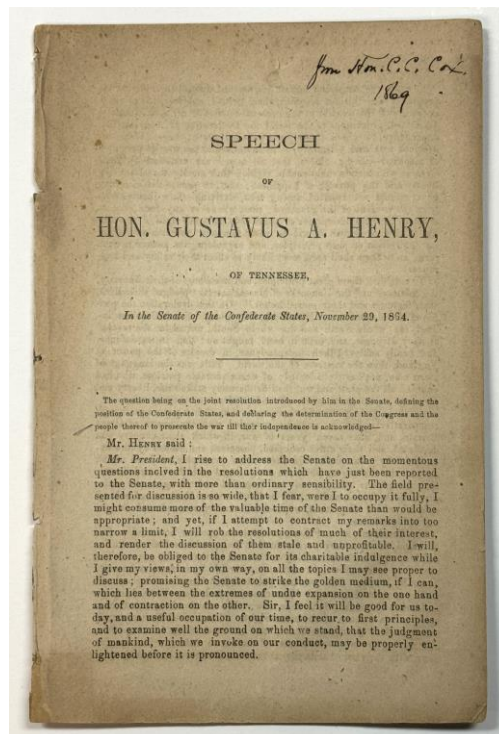 from Hon. C. C. Cox.
1869
SPEECH
OF
HON. GUSTAVUS A. HENRY,
OF TENNESSEE,
In the Senate of the Confederate States, November 29, 1864.
The question being on the joint resolution introduced by him in the Senate, defining the
position of the Confederate States, and declaring the determination of the Congress and the
people thereof to prosecute the war till their independence is acknowledged—
Mr. HENRY said :
Mr. President, I rise to address the Senate on the momentous
questions inclved in the resolutions which have just been reported
to the Senate, with more than ordinary sensibility. The field pre-
sented for discussion is so wide, that I fear, were I to occupy it fully, I
might consume more of the valuable time of the Senate than would be
appropriate ; and yet, if I attempt to contract my remarks into too
narrow a limit, I will rob the resolutions of much of their interest,
and render the discussion of them stale and unprofitable. I will,
therefore, be obliged to the Senate for its charitable indulgence while
I give my views, in my own way, on all the topics I may see proper to
discuss ; promising the Senate to strike the golden medium, if I can,
which lies between the extremes of undue expansion on the one hand
and of contraction on the other. Sir, I feel it will be good for us to-
day, and a useful occupation of our time, to recur to first principles,
and to examine well the ground on which we stand, that the judgment
of mankind, which we invoke on our conduct, may be properly en-
lightened before it is pronounced.